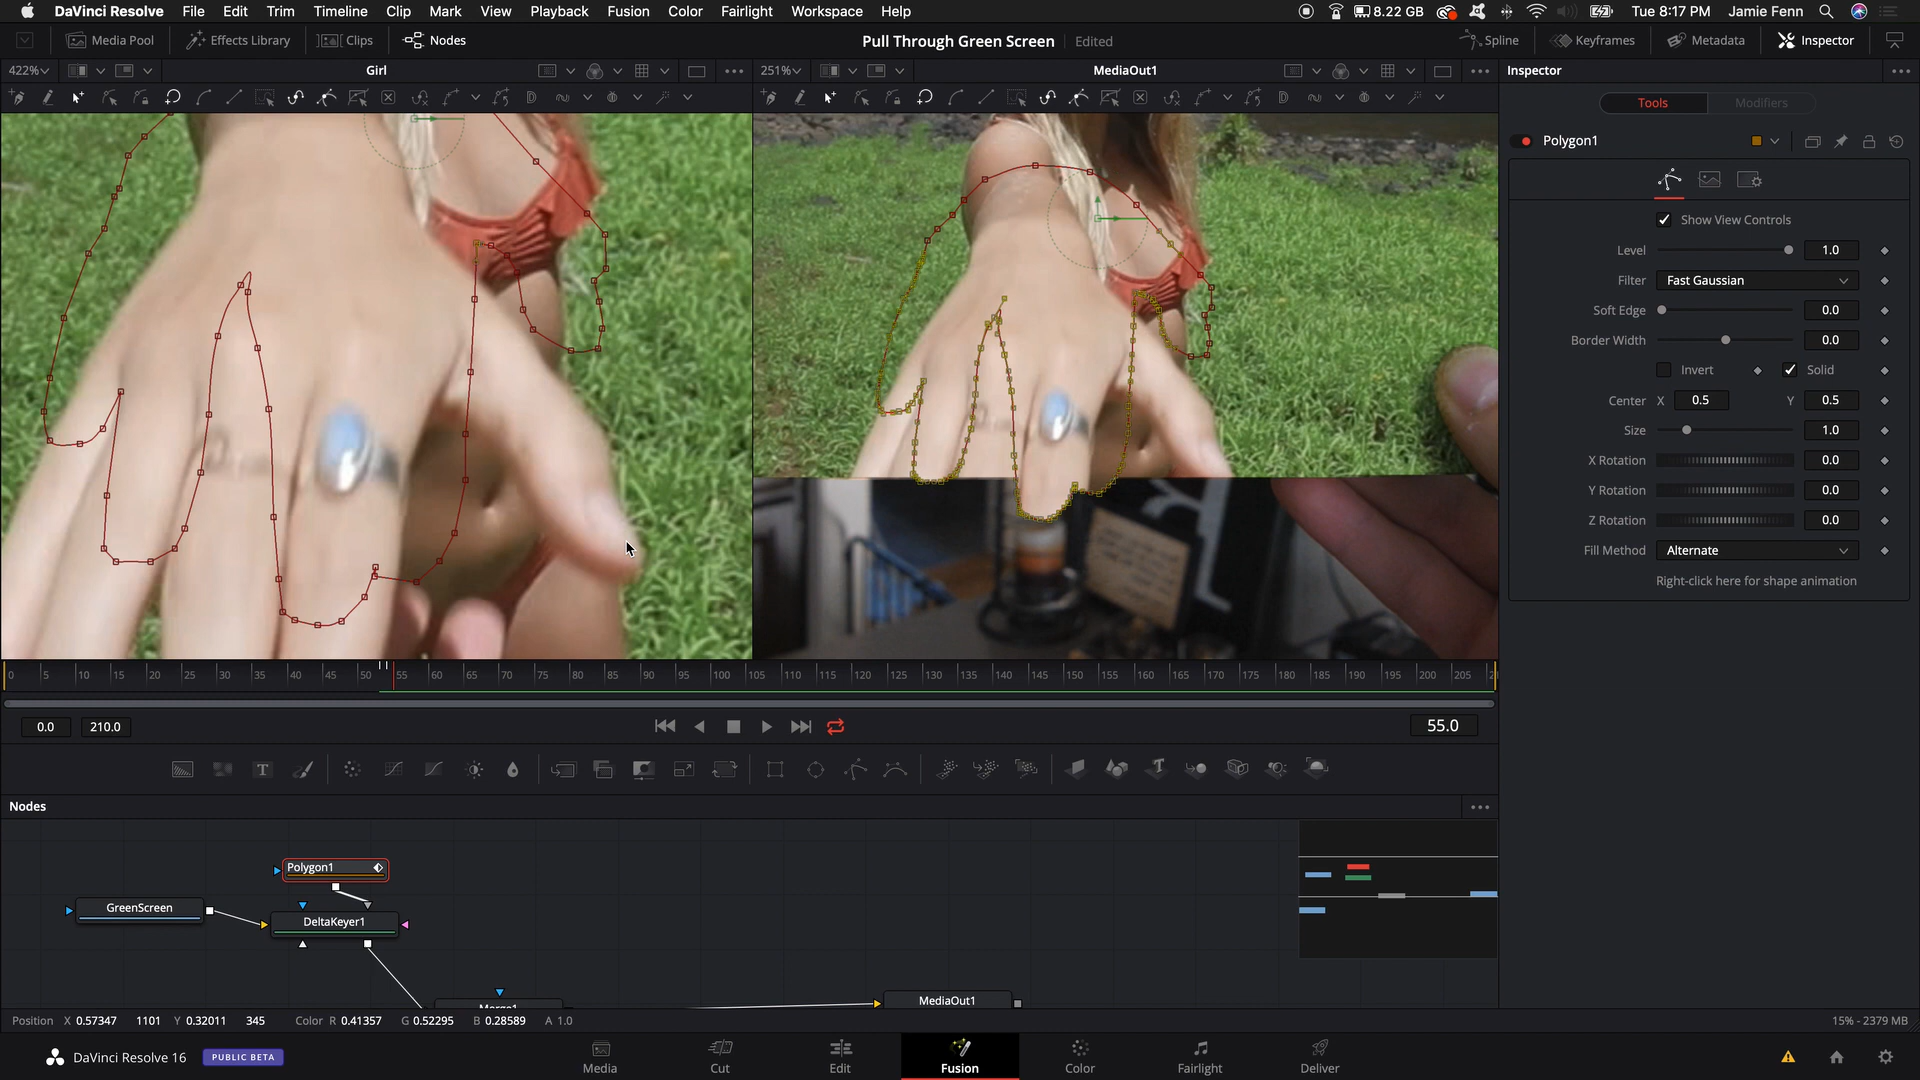 DaVinci Resolve File Edit Trim Timeline Clip Mark View Playback Fusion Color Fairlight Workspace Help 8.22 GB Tue 8:17 PM Jamie Fenn
Media Pool Effects Library Clips Nodes Pull Through Green Screen Edited Spline Keyframes Metadata Inspector
422% Girl 251% MediaOut1 Inspector
Tools Modifiers
Polygon1
Show View Controls
Level 1.0
Filter Fast Gaussian
Soft Edge 0.0
Border Width 0.0
Invert Solid
Center X 0.5 Y 0.5
Size 1.0
X Rotation 0.0
Y Rotation 0.0
Z Rotation 0.0
Fill Method Alternate
Right-click here for shape animation
0 5 10 15 20 25 30 35 40 45 50 55 60 65 70 75 80 85 90 95 100 105 110 115 120 125 130 135 140 145 150 155 160 165 170 175 180 185 190 195 200 205
0.0 210.0 55.0
Nodes
Polygon1
GreenScreen
DeltaKeyer1
Merge1
MediaOut1
Position X 0.57347 1101 Y 0.32011 345 Color R 0.41357 G 0.52295 B 0.28589 A 1.0 15% - 2379 MB
DaVinci Resolve 16 PUBLIC BETA Media Cut Edit Fusion Color Fairlight Deliver